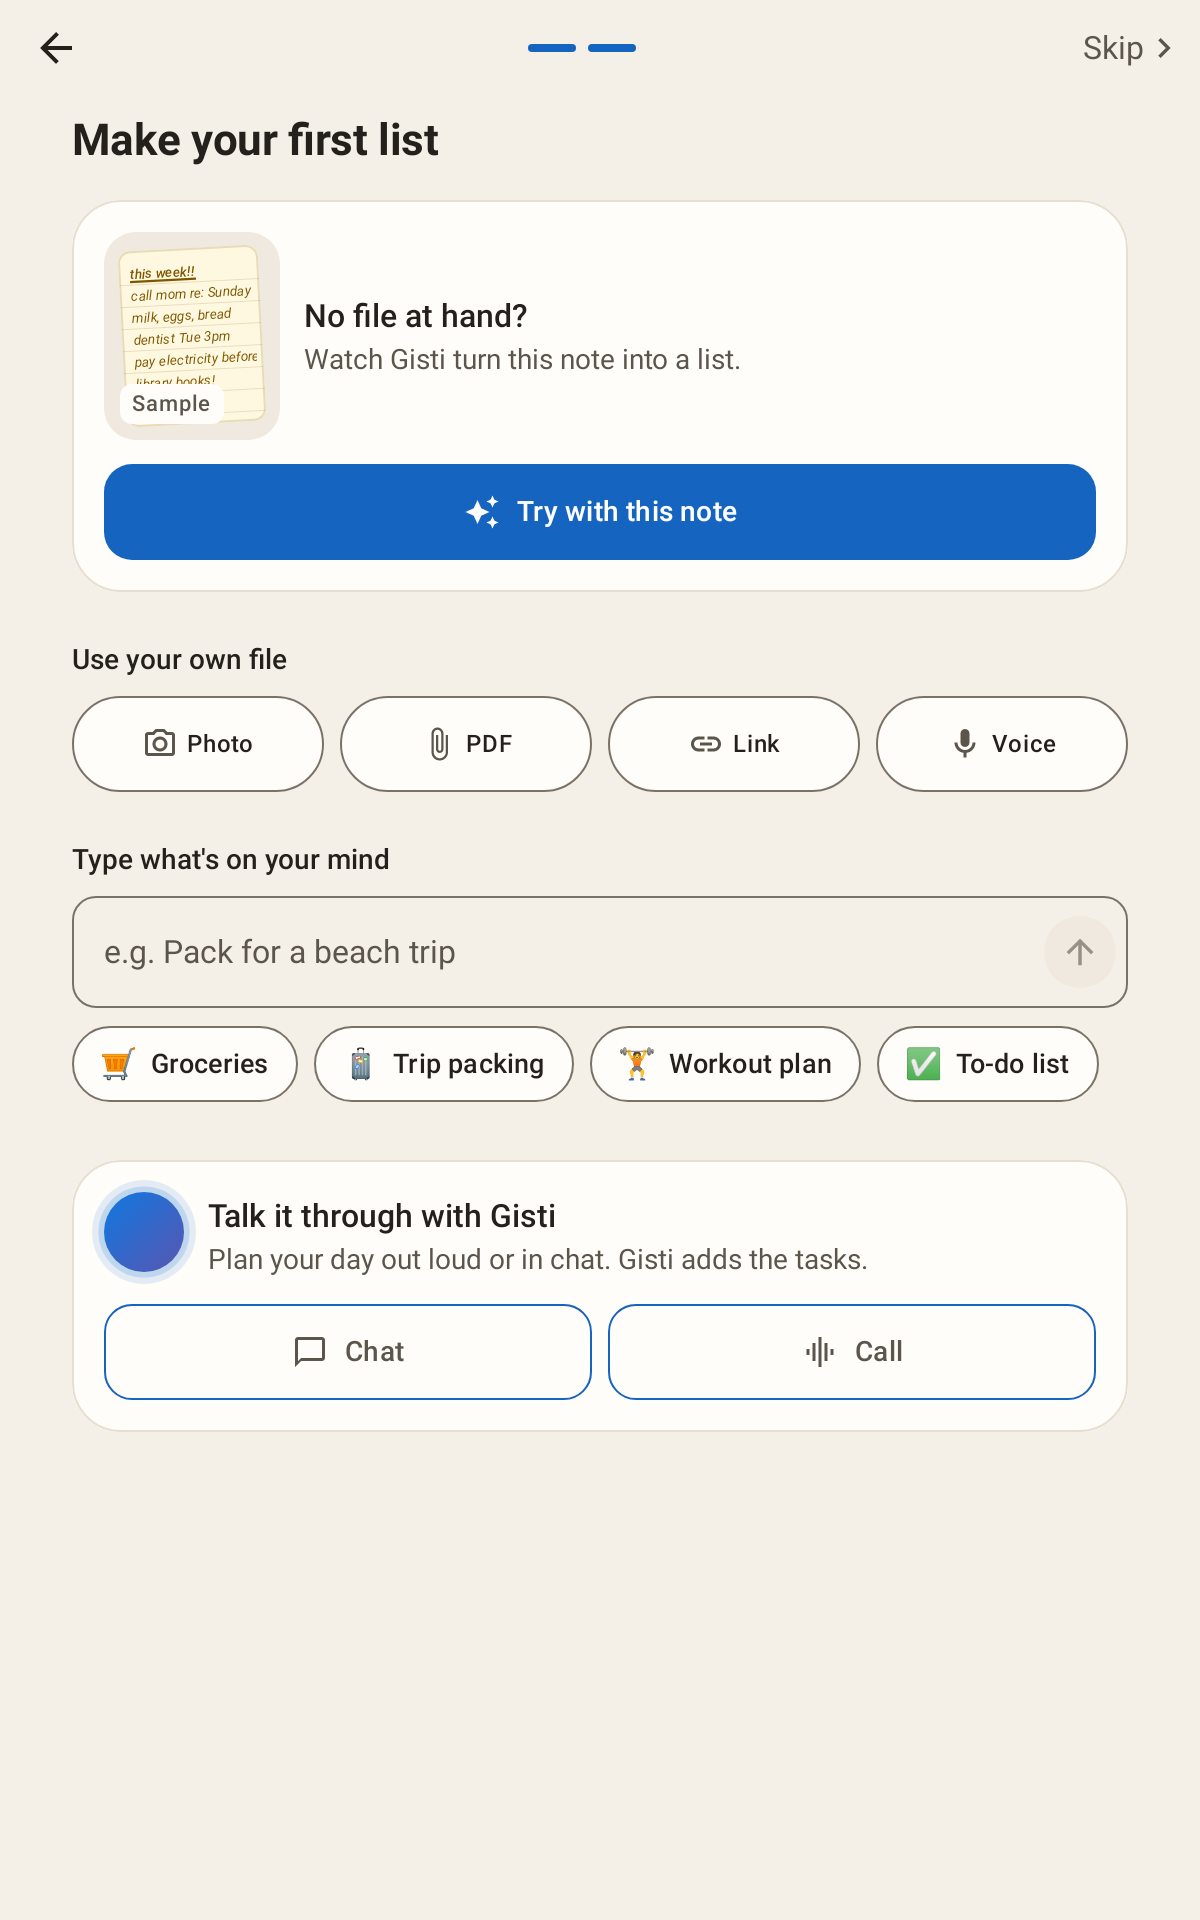 Skip
Make your first list
this week!!
call mom re: Sunday
milk, eggs, bread
dentist Tue 3pm
pay electricity before
library books!
Sample
No file at hand?
Watch Gisti turn this note into a list.
Try with this note
Use your own file
Photo
PDF
Link
Voice
Type what's on your mind
e.g. Pack for a beach trip
Groceries
Trip packing
Workout plan
To-do list
Talk it through with Gisti
Plan your day out loud or in chat. Gisti adds the tasks.
Chat
Call